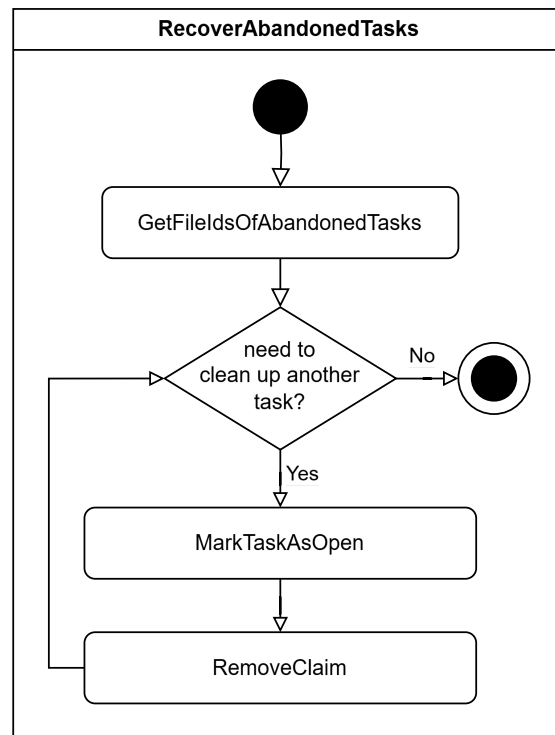 RecoverAbandonedTasks
GetFileIdsOfAbandonedTasks
need to
clean up another
task?
No
Yes
MarkTaskAsOpen
RemoveClaim